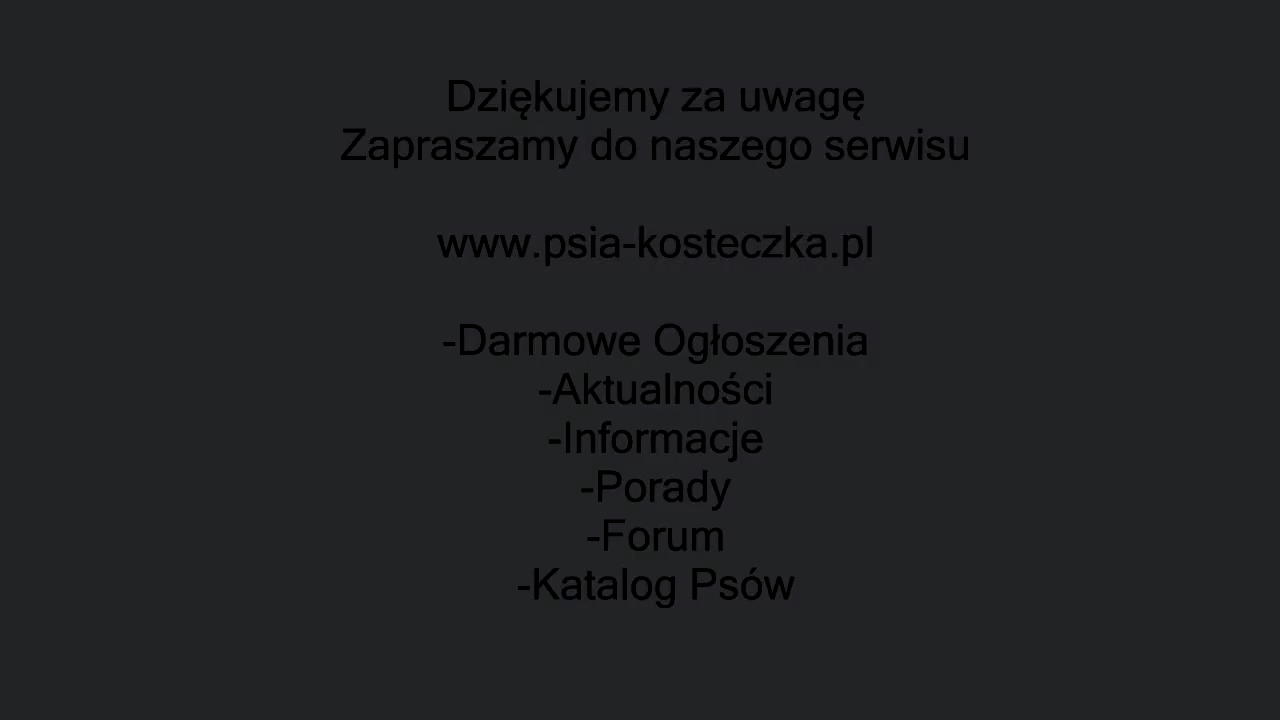 Dziękujemy za uwagę
Zapraszamy do naszego serwisu
www.psia-kosteczka.pl
-Darmowe Ogłoszenia
-Aktualności
-Informacje
-Porady
-Forum
-Katalog Psów